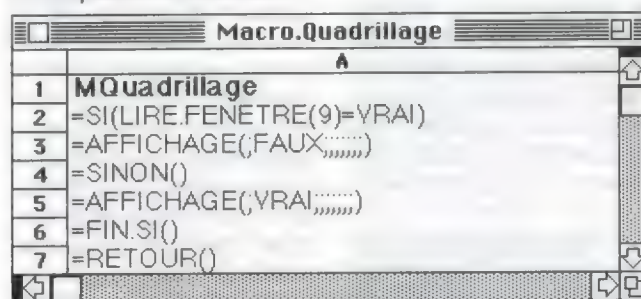 Macro.Quadrillage
A
1 MQuadrillage
2 =SI(LIRE.FENETRE(9)=VRAI)
3 =AFFICHAGE(;FAUX;;;;;;;)
4 =SINON()
5 =AFFICHAGE(;VRAI;;;;;;;)
6 =FIN.SI()
7 =RETOUR()